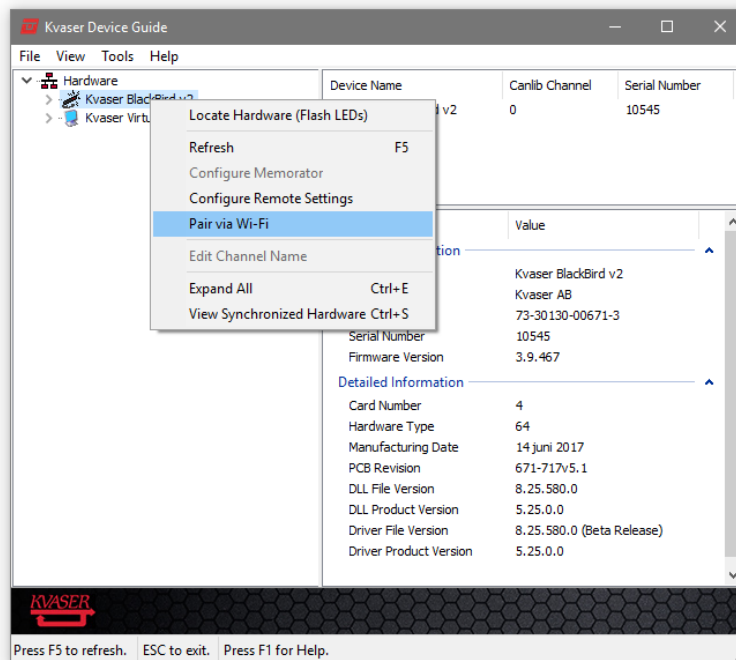 Kvaser Device Guide
File View Tools Help
Hardware
Kvaser BlackBird v2
Kvaser
Locate Hardware (Flash LEDs)
Refresh F5
Configure Memorator
Configure Remote Settings
Pair via Wi-Fi
Edit Channel Name
Expand All Ctrl+E
View Synchronized Hardware Ctrl+S
Device Name Canlib Channel Serial Number
v2 0 10545
Value
Kvaser BlackBird v2
Kvaser AB
73-30130-00671-3
Serial Number 10545
Firmware Version 3.9.467
Detailed Information
Card Number 4
Hardware Type 64
Manufacturing Date 14 juni 2017
PCB Revision 671-717v5.1
DLL File Version 8.25.580.0
DLL Product Version 5.25.0.0
Driver File Version 8.25.580.0 (Beta Release)
Driver Product Version 5.25.0.0
KVASER
Press F5 to refresh. ESC to exit. Press F1 for Help.